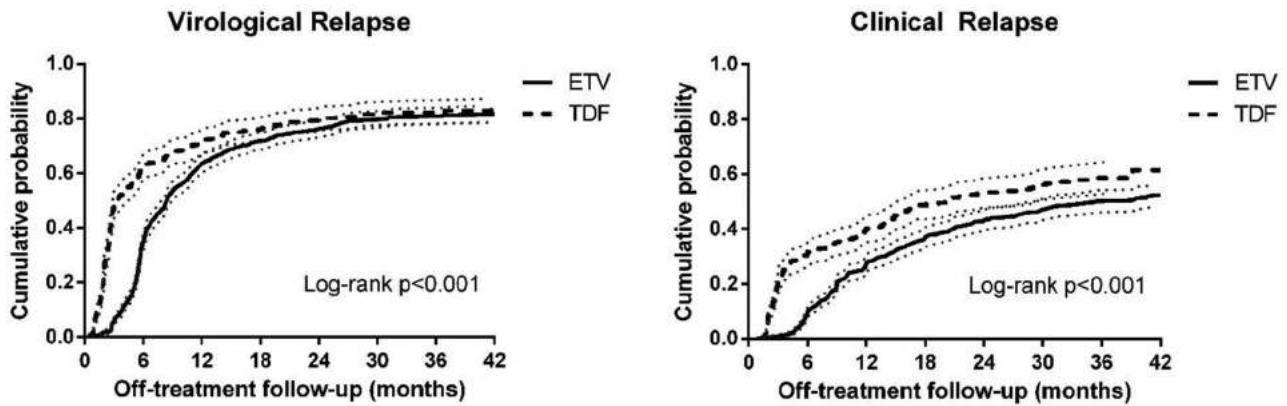 Virological Relapse
Cumulative probability
1.0
0.8
0.6
0.4
0.2
0.0
0 6 12 18 24 30 36 42
Off-treatment follow-up (months)
Log-rank p<0.001
ETV
TDF
Clinical Relapse
Cumulative probability
1.0
0.8
0.6
0.4
0.2
0.0
0 6 12 18 24 30 36 42
Off-treatment follow-up (months)
Log-rank p<0.001
ETV
TDF